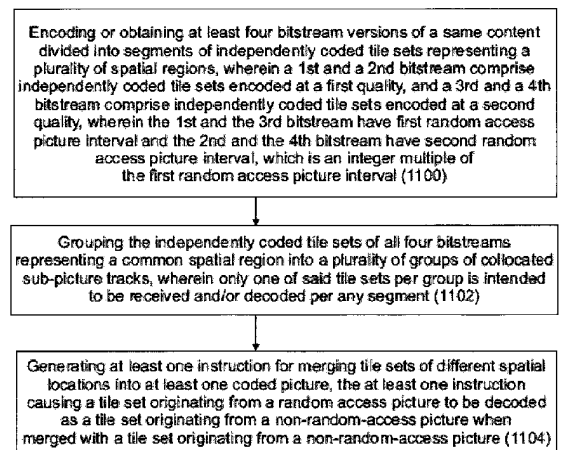 Encoding or obtaining at least four bitstream versions of a same content
divided into segments of independently coded tile sets representing a
plurality of spatial regions, wherein a 1st and a 2nd bitstream comprise
independently coded tile sets encoded at a first quality, and a 3rd and a 4th
bitstream comprise independently coded tile sets encoded at a second
quality, wherein the 1st and the 3rd bitstream have first random access
picture interval and the 2nd and the 4th bitstream have second random
access picture interval, which is an integer multiple of
the first random access picture interval (1100)
Grouping the independently coded tile sets of all four bitstreams
representing a common spatial region into a plurality of groups of collocated
sub-picture tracks, wherein only one of said tile sets per group is intended
to be received and/or decoded per any segment (1102)
Generating at least one instruction for merging tile sets of different spatial
locations into at least one coded picture, the at least one instruction
causing a tile set originating from a random access picture to be decoded
as a tile set originating from a non-random-access picture when
merged with a tile set originating from a non-random-access picture (1104)